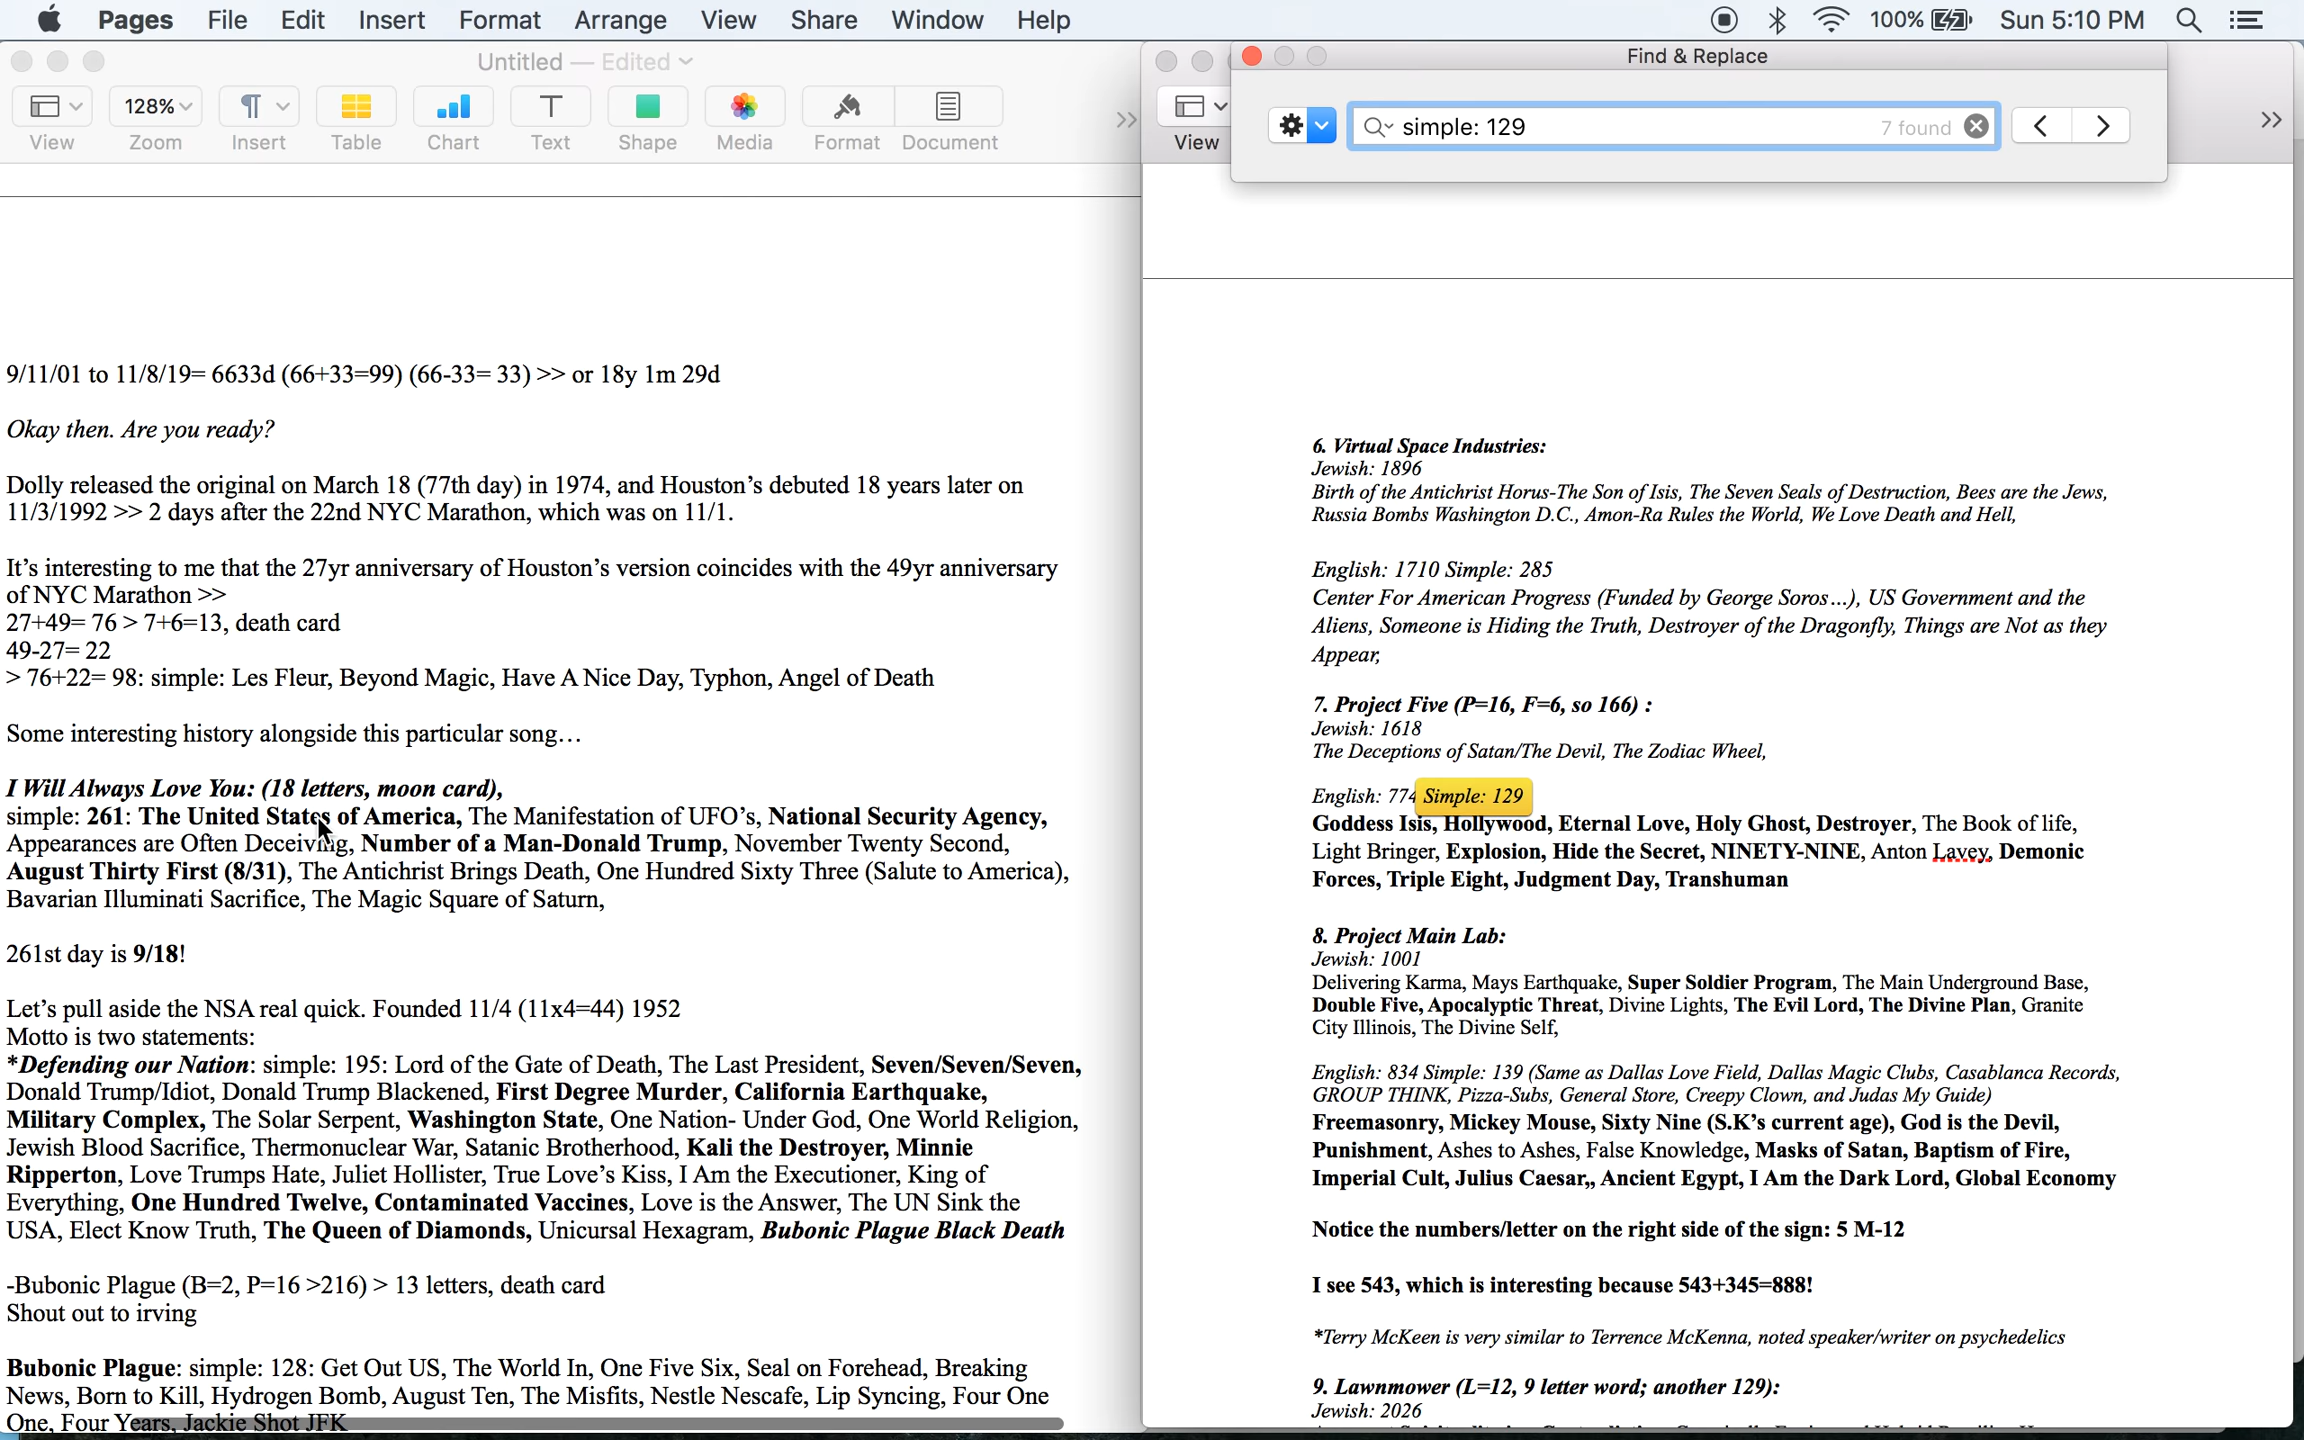 Pages File Edit Insert Format Arrange View Share Window Help 100% Sun 5:10 PM
Untitled — Edited
View 128% Zoom Insert Table Chart Text Shape Media Format Document
9/11/01 to 11/8/19= 6633d (66+33=99) (66-33= 33) >> or 18y 1m 29d
Okay then. Are you ready?
Dolly released the original on March 18 (77th day) in 1974, and Houston’s debuted 18 years later on
11/3/1992 >> 2 days after the 22nd NYC Marathon, which was on 11/1.
It’s interesting to me that the 27yr anniversary of Houston’s version coincides with the 49yr anniversary
of NYC Marathon >>
27+49= 76 > 7+6=13, death card
49-27= 22
> 76+22= 98: simple: Les Fleur, Beyond Magic, Have A Nice Day, Typhon, Angel of Death
Some interesting history alongside this particular song…
I Will Always Love You: (18 letters, moon card),
simple: 261: The United States of America, The Manifestation of UFO’s, National Security Agency,
Appearances are Often Deceiving, Number of a Man-Donald Trump, November Twenty Second,
August Thirty First (8/31), The Antichrist Brings Death, One Hundred Sixty Three (Salute to America),
Bavarian Illuminati Sacrifice, The Magic Square of Saturn,
261st day is 9/18!
Let’s pull aside the NSA real quick. Founded 11/4 (11x4=44) 1952
Motto is two statements:
*Defending our Nation: simple: 195: Lord of the Gate of Death, The Last President, Seven/Seven/Seven,
Donald Trump/Idiot, Donald Trump Blackened, First Degree Murder, California Earthquake,
Military Complex, The Solar Serpent, Washington State, One Nation- Under God, One World Religion,
Jewish Blood Sacrifice, Thermonuclear War, Satanic Brotherhood, Kali the Destroyer, Minnie
Ripperton, Love Trumps Hate, Juliet Hollister, True Love’s Kiss, I Am the Executioner, King of
Everything, One Hundred Twelve, Contaminated Vaccines, Love is the Answer, The UN Sink the
USA, Elect Know Truth, The Queen of Diamonds, Unicursal Hexagram, Bubonic Plague Black Death
-Bubonic Plague (B=2, P=16 >216) > 13 letters, death card
Shout out to irving
Bubonic Plague: simple: 128: Get Out US, The World In, One Five Six, Seal on Forehead, Breaking
News, Born to Kill, Hydrogen Bomb, August Ten, The Misfits, Nestle Nescafe, Lip Syncing, Four One
One, Four Years, Jackie Shot JFK
Find & Replace
simple: 129 7 found
View
6. Virtual Space Industries:
Jewish: 1896
Birth of the Antichrist Horus-The Son of Isis, The Seven Seals of Destruction, Bees are the Jews,
Russia Bombs Washington D.C., Amon-Ra Rules the World, We Love Death and Hell,
English: 1710 Simple: 285
Center For American Progress (Funded by George Soros…), US Government and the
Aliens, Someone is Hiding the Truth, Destroyer of the Dragonfly, Things are Not as they
Appear,
7. Project Five (P=16, F=6, so 166) :
Jewish: 1618
The Deceptions of Satan/The Devil, The Zodiac Wheel,
English: 774 Simple: 129
Goddess Isis, Hollywood, Eternal Love, Holy Ghost, Destroyer, The Book of life,
Light Bringer, Explosion, Hide the Secret, NINETY-NINE, Anton Lavey, Demonic
Forces, Triple Eight, Judgment Day, Transhuman
8. Project Main Lab:
Jewish: 1001
Delivering Karma, Mays Earthquake, Super Soldier Program, The Main Underground Base,
Double Five, Apocalyptic Threat, Divine Lights, The Evil Lord, The Divine Plan, Granite
City Illinois, The Divine Self,
English: 834 Simple: 139 (Same as Dallas Love Field, Dallas Magic Clubs, Casablanca Records,
GROUP THINK, Pizza-Subs, General Store, Creepy Clown, and Judas My Guide)
Freemasonry, Mickey Mouse, Sixty Nine (S.K’s current age), God is the Devil,
Punishment, Ashes to Ashes, False Knowledge, Masks of Satan, Baptism of Fire,
Imperial Cult, Julius Caesar,, Ancient Egypt, I Am the Dark Lord, Global Economy
Notice the numbers/letter on the right side of the sign: 5 M-12
I see 543, which is interesting because 543+345=888!
*Terry McKeen is very similar to Terrence McKenna, noted speaker/writer on psychedelics
9. Lawnmower (L=12, 9 letter word; another 129):
Jewish: 2026